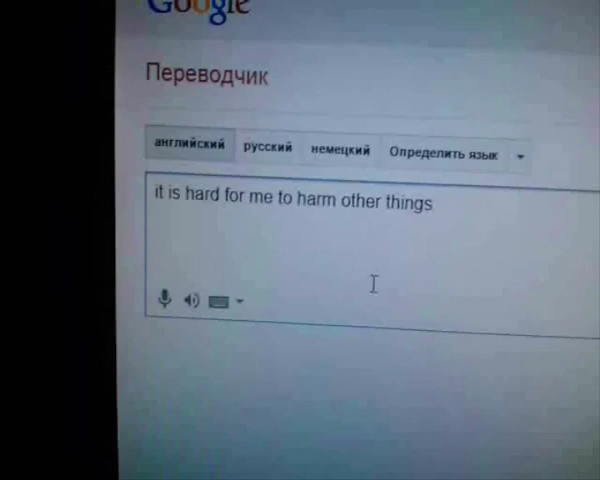 Google
Переводчик
английский русский немецкий Определить язык
it is hard for me to harm other things